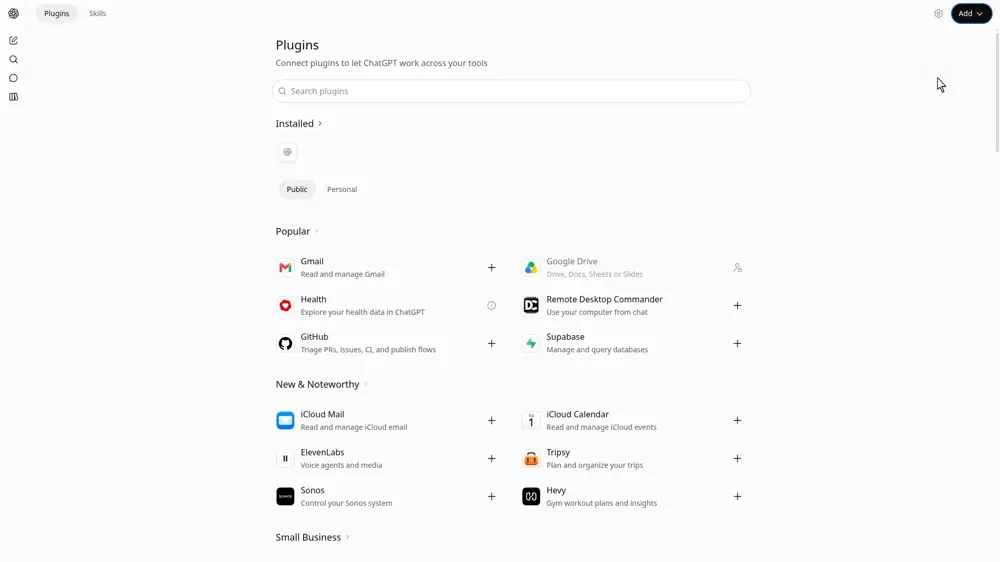 Plugins
Skills
Add
Plugins
Connect plugins to let ChatGPT work across your tools
Search plugins
Installed
Public
Personal
Popular
Gmail
Read and manage Gmail
Google Drive
Drive, Docs, Sheets or Slides
Health
Explore your health data in ChatGPT
Remote Desktop Commander
Use your computer from chat
GitHub
Triage PRs, issues, CI, and publish flows
Supabase
Manage and query databases
New & Noteworthy
iCloud Mail
Read and manage iCloud email
iCloud Calendar
Read and manage iCloud events
ElevenLabs
Voice agents and media
Tripsy
Plan and organize your trips
SONOS
Sonos
Control your Sonos system
Hevy
Gym workout plans and insights
Small Business